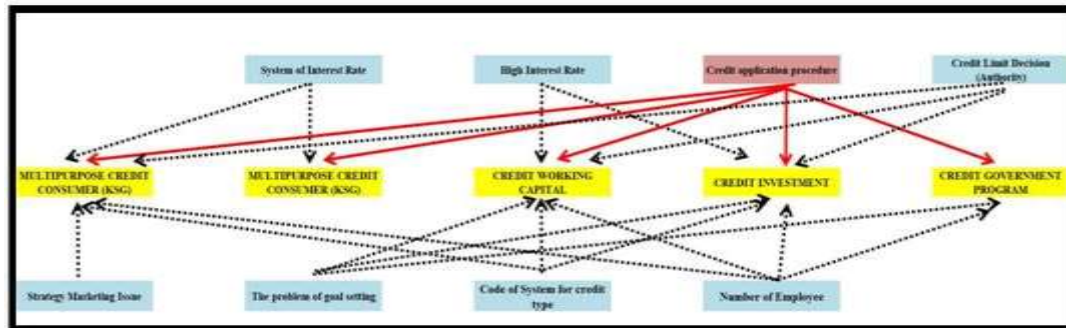 System of Interest Rate
High Interest Rate
Credit application procedure
Credit Limit Decision
(Authority)
MULTIPURPOSE CREDIT
CONSUMER (KSG)
MULTIPURPOSE CREDIT
CONSUMER (KSG)
CREDIT WORKING
CAPITAL
CREDIT INVESTMENT
CREDIT GOVERNMENT
PROGRAM
Strategy Marketing Issue
The problem of goal setting
Code of System for credit
type
Number of Employee